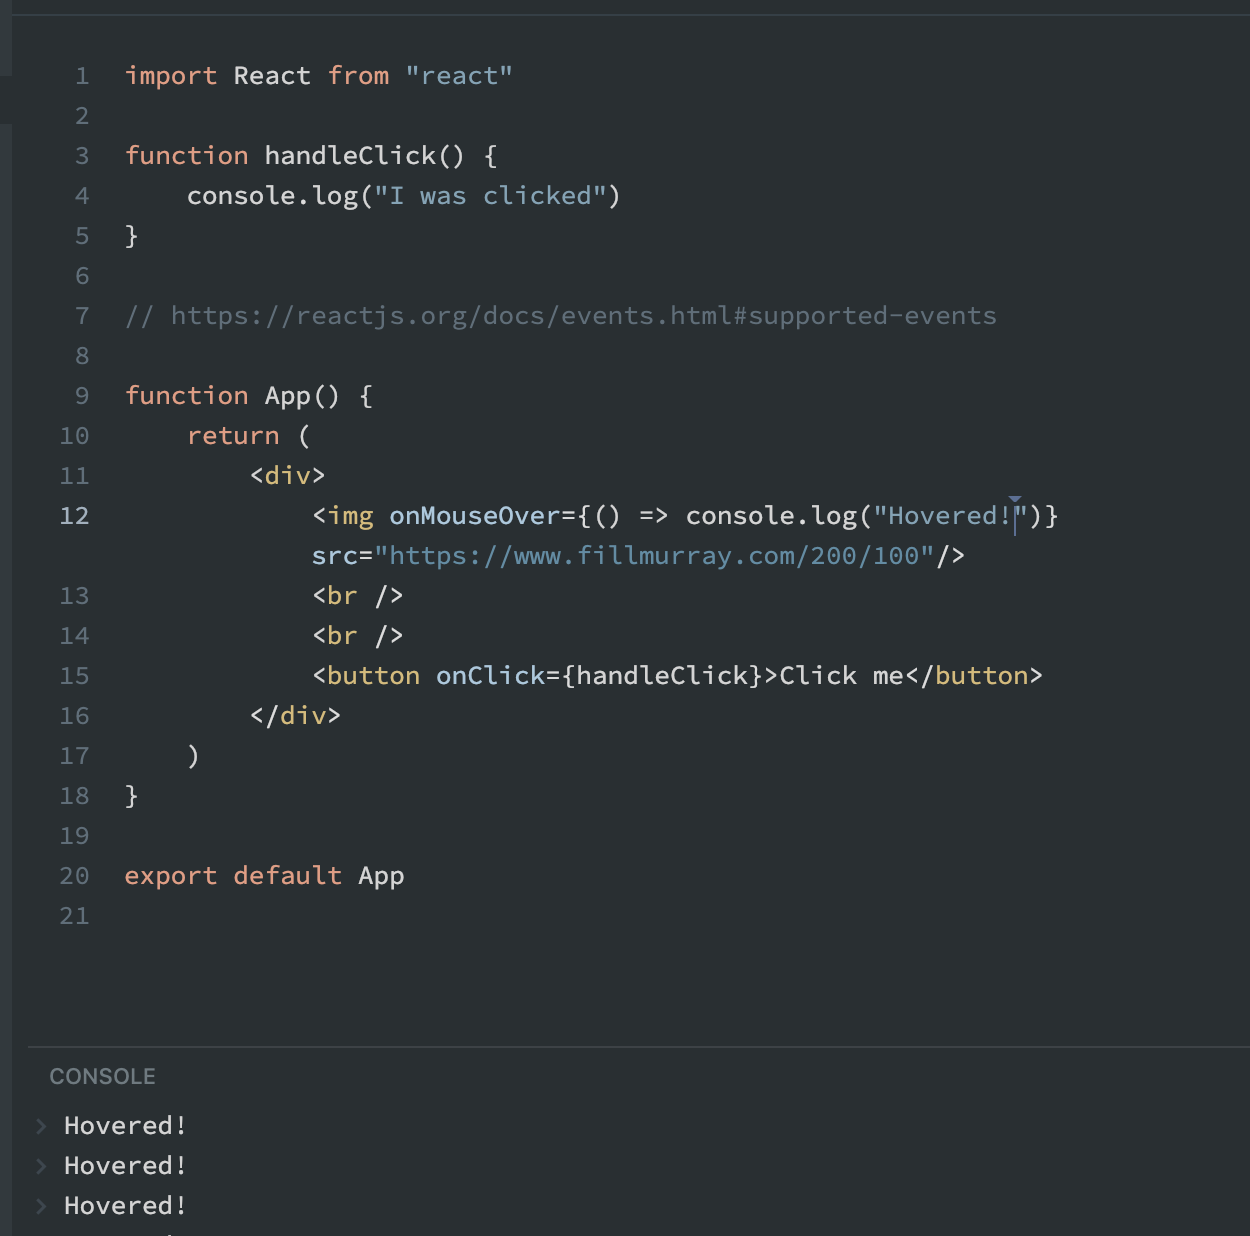 1 import React from "react"
2
3 function handleClick() {
4     console.log("I was clicked")
5 }
6
7 // https://reactjs.org/docs/events.html#supported-events
8
9 function App() {
10     return (
11         <div>
12             <img onMouseOver={() => console.log("Hovered!")}
            src="https://www.fillmurray.com/200/100"/>
13             <br />
14             <br />
15             <button onClick={handleClick}>Click me</button>
16         </div>
17     )
18 }
19
20 export default App
21
CONSOLE
> Hovered!
> Hovered!
> Hovered!